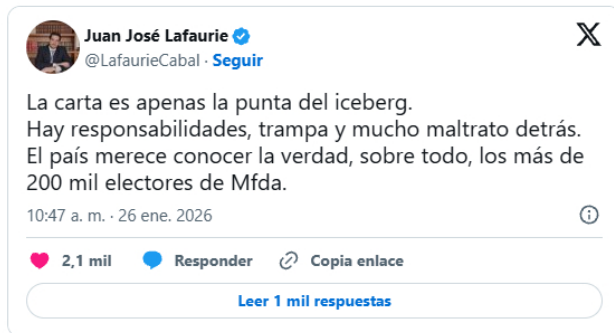 Juan José Lafaurie
@LafaurieCabal · Seguir
La carta es apenas la punta del iceberg.
Hay responsabilidades, trampa y mucho maltrato detrás.
El país merece conocer la verdad, sobre todo, los más de
200 mil electores de Mfda.
10:47 a. m. · 26 ene. 2026
2,1 mil Responder Copia enlace
Leer 1 mil respuestas